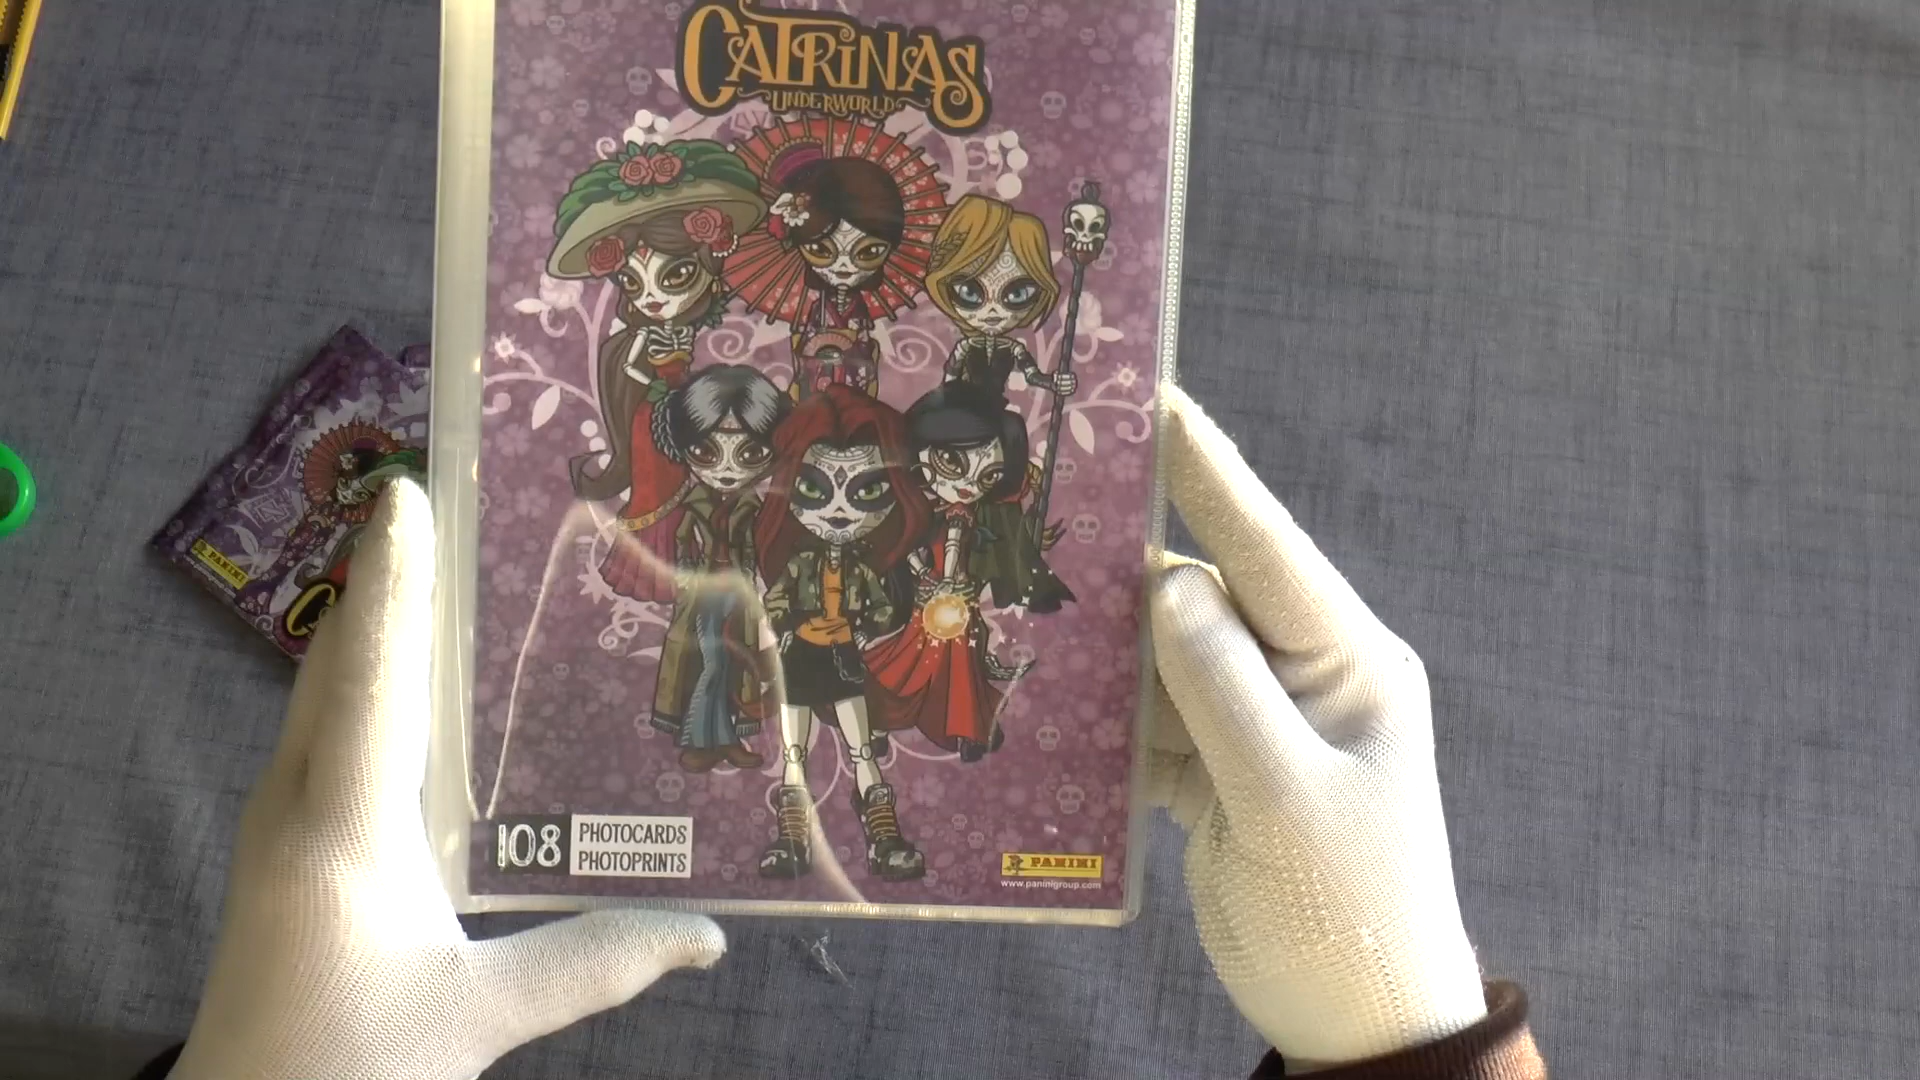 CATRINAS
UNDERWORLD
108
PHOTOCARDS
PHOTOPRINTS
PANINI
www.paninigroup.com
PANINI